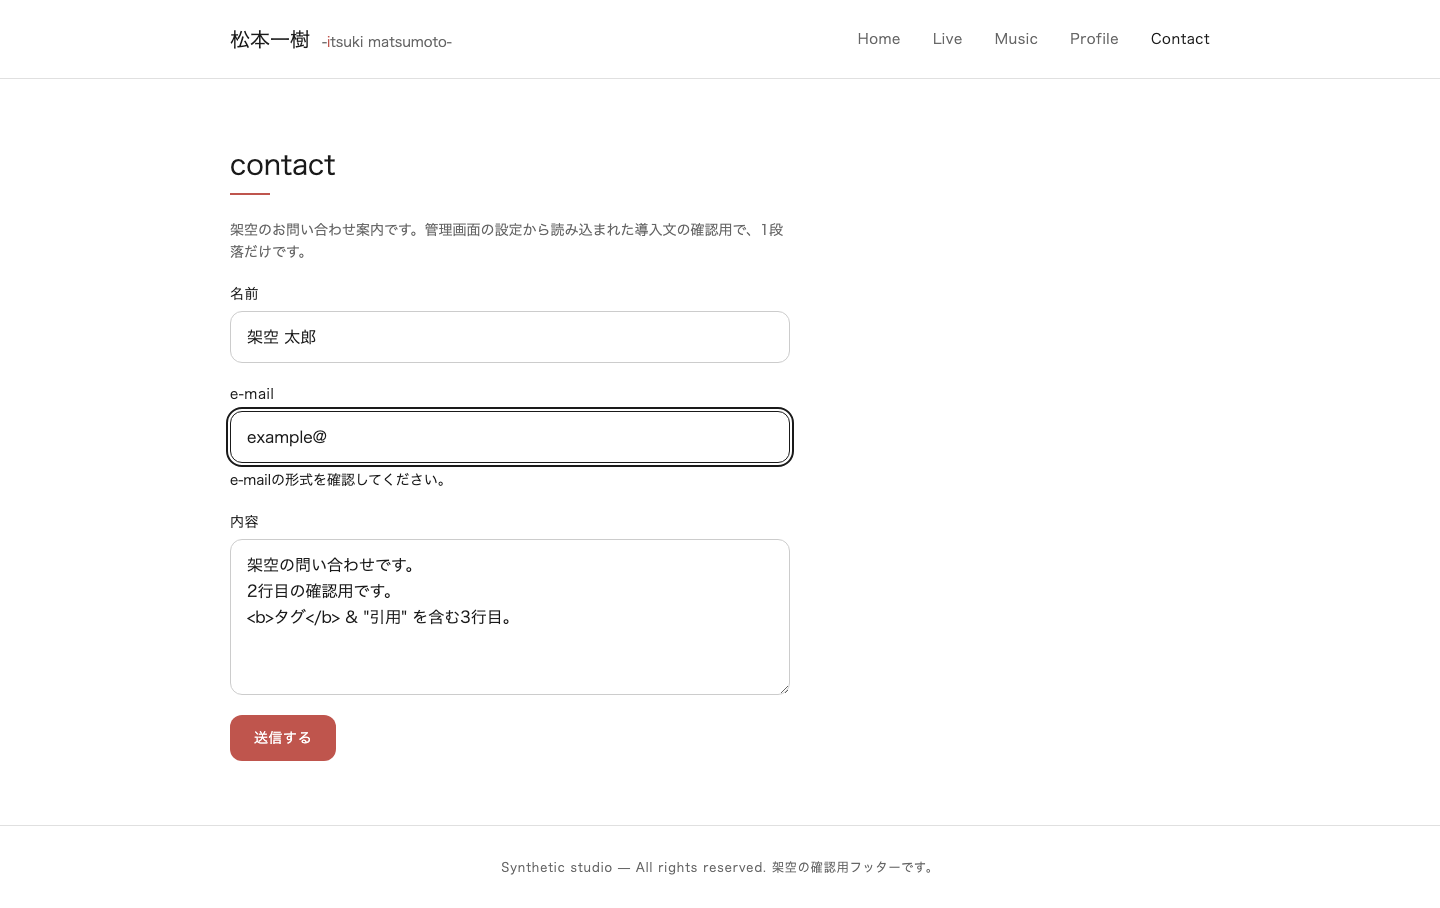 松本一樹 -itsuki matsumoto-
Home Live Music Profile Contact
contact
架空のお問い合わせ案内です。管理画面の設定から読み込まれた導入文の確認用で、1段
落だけです。
名前
架空 太郎
e-mail
example@
e-mailの形式を確認してください。
内容
架空の問い合わせです。
2行目の確認用です。
<b>タグ</b> & "引用" を含む3行目。
送信する
Synthetic studio — All rights reserved. 架空の確認用フッターです。